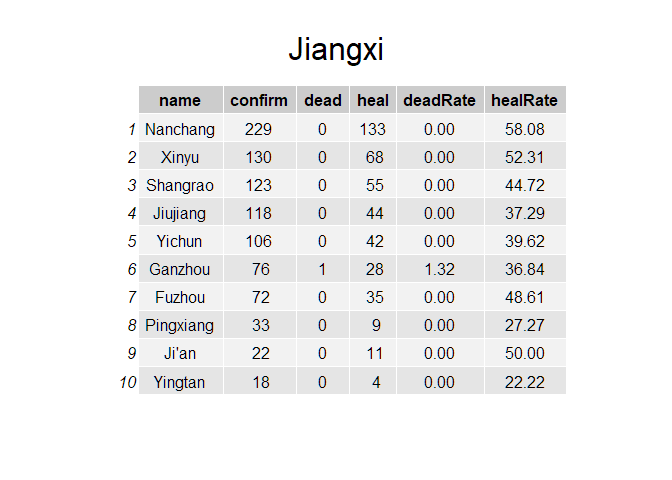 Jiangxi
name confirm dead heal deadRate healRate
1 Nanchang 229 0 133 0.00 58.08
2 Xinyu 130 0 68 0.00 52.31
3 Shangrao 123 0 55 0.00 44.72
4 Jiujiang 118 0 44 0.00 37.29
5 Yichun 106 0 42 0.00 39.62
6 Ganzhou 76 1 28 1.32 36.84
7 Fuzhou 72 0 35 0.00 48.61
8 Pingxiang 33 0 9 0.00 27.27
9 Ji'an 22 0 11 0.00 50.00
10 Yingtan 18 0 4 0.00 22.22